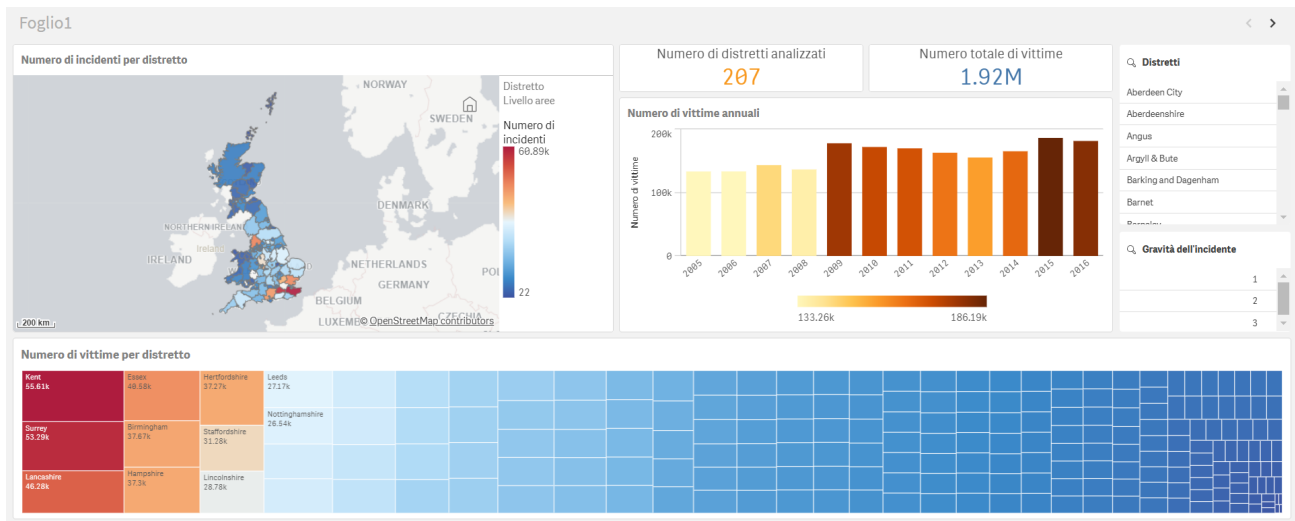 Foglio1
Numero di incidenti per distretto
NORWAY
SWEDEN
DENMARK
NORTHERN IRELAND
Ireland
IRELAND
NETHERLANDS
GERMANY
BELGIUM
LUXEMB
CZECHIA
200 km
© OpenStreetMap contributors
Distretto
Livello aree
Numero di
incidenti
60.89k
22
Numero di distretti analizzati
207
Numero totale di vittime
1.92M
Numero di vittime annuali
Numero di vittime
200k
100k
0
2005 2006 2007 2008 2009 2010 2011 2012 2013 2014 2015 2016
133.26k 186.19k
Distretti
Aberdeen City
Aberdeenshire
Angus
Argyll & Bute
Barking and Dagenham
Barnet
Gravità dell'incidente
1
2
3
Numero di vittime per distretto
Kent
55.61k
Surrey
53.29k
Lancashire
46.28k
Essex
40.58k
Birmingham
37.67k
Hampshire
37.3k
Hertfordshire
37.27k
Staffordshire
31.28k
Lincolnshire
28.78k
Leeds
27.17k
Nottinghamshire
26.54k